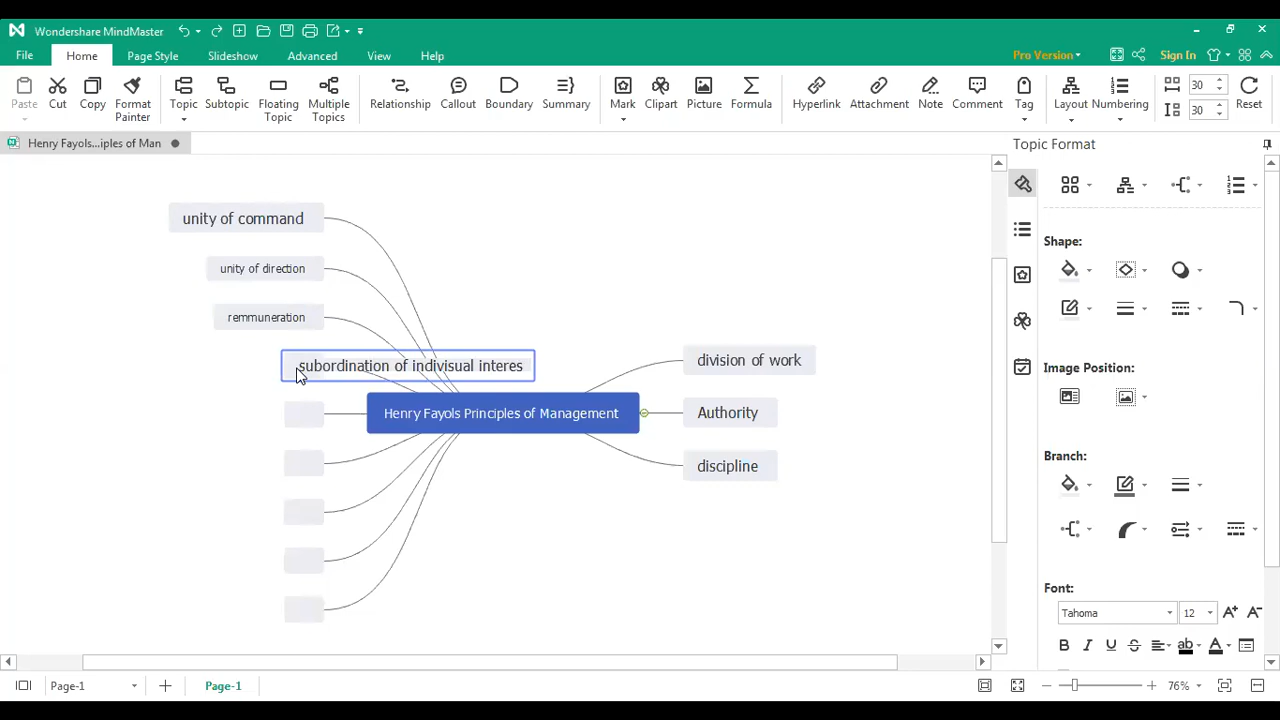 Wondershare MindMaster
File Home Page Style Slideshow Advanced View Help Pro Version Sign In
Paste Cut Copy Format Painter Topic Subtopic Floating Topic Multiple Topics Relationship Callout Boundary Summary Mark Clipart Picture Formula Hyperlink Attachment Note Comment Tag Layout Numbering 30 30 Reset
Henry Fayols...iples of Man
Topic Format
unity of command
unity of direction
remmuneration
subordination of indivisual interes
Henry Fayols Principles of Management
division of work
Authority
discipline
Shape:
Image Position:
Branch:
Font:
Tahoma 12 A+ A-
B I U S ab A
Page-1 Page-1 76%